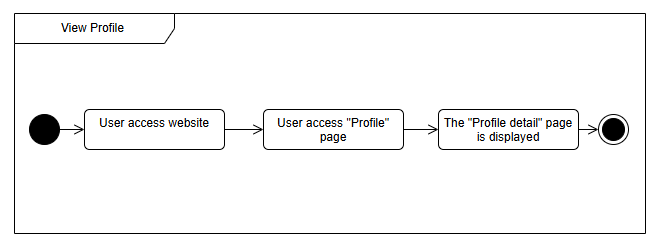 View Profile
User access website
User access "Profile"
page
The "Profile detail" page
is displayed